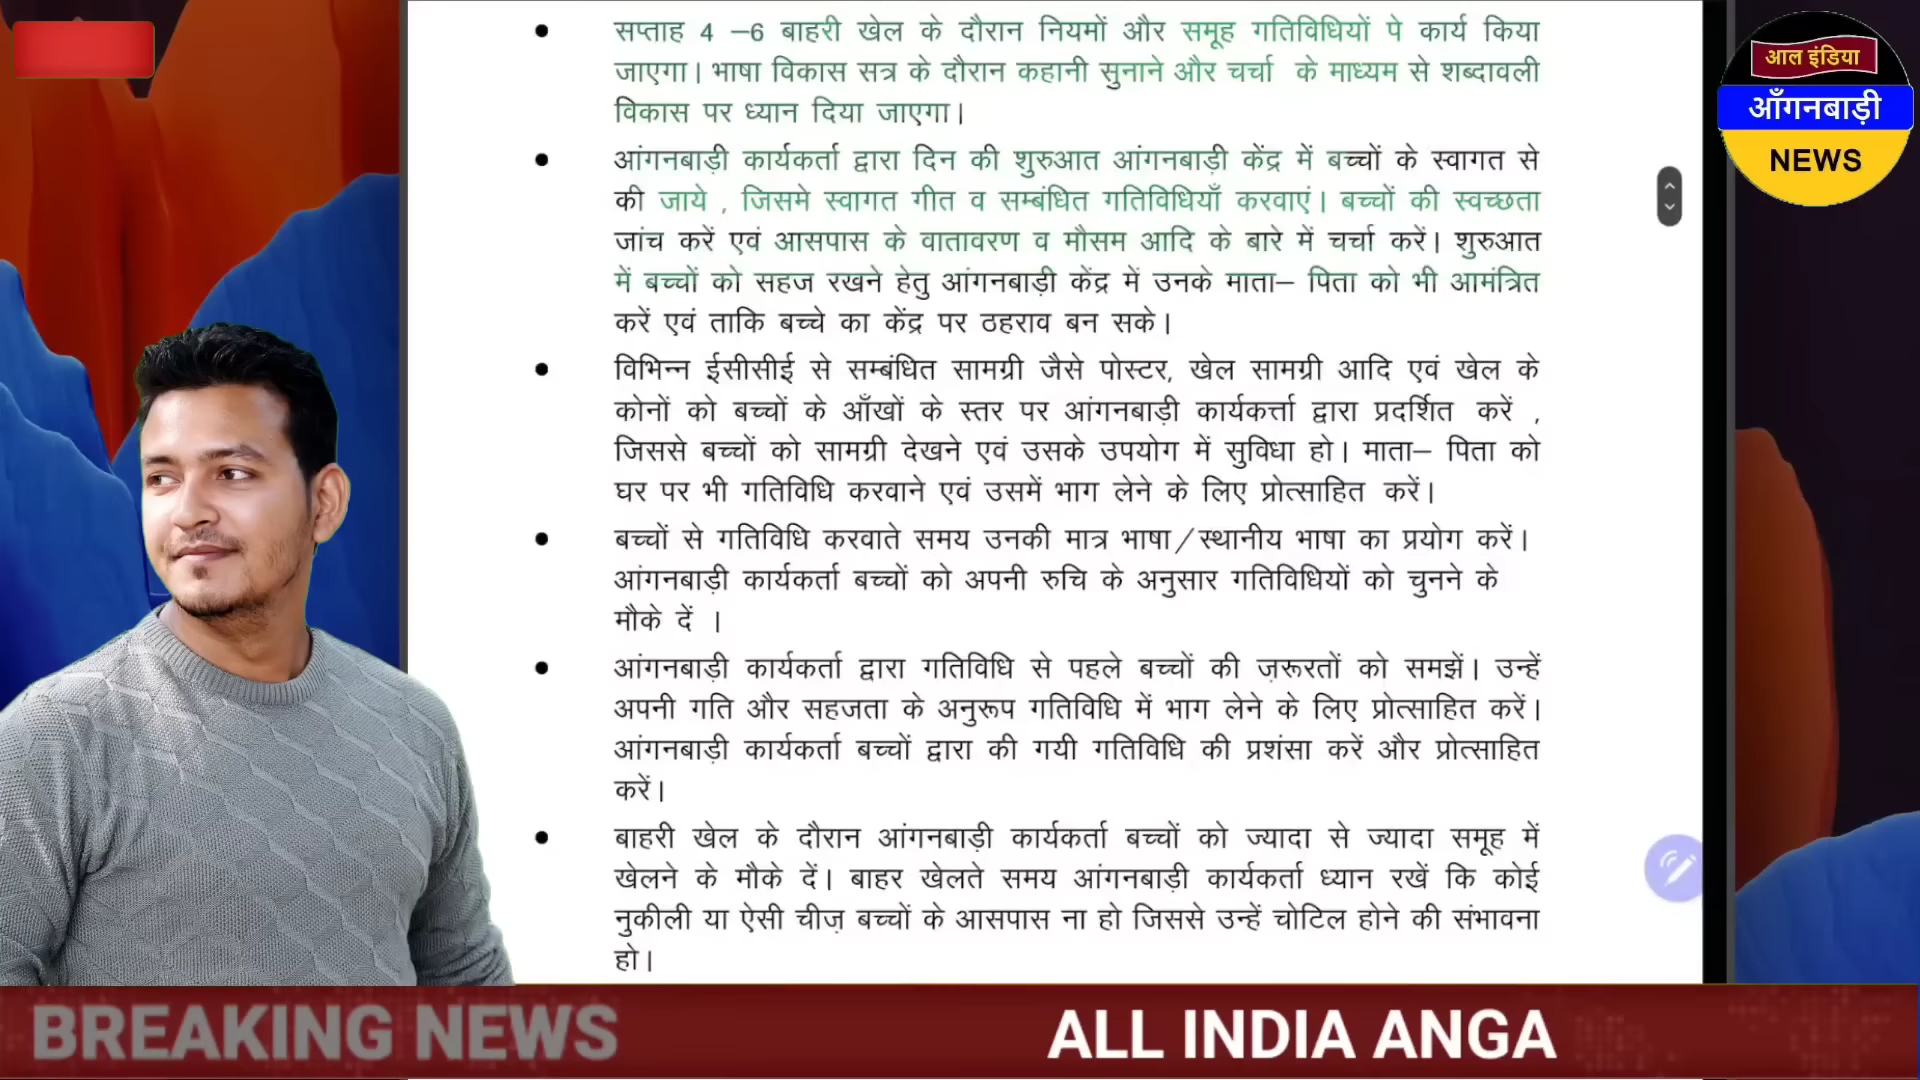 सप्ताह 4 –6 बाहरी खेल के दौरान नियमों और समूह गतिविधियों पे कार्य किया
जाएगा। भाषा विकास सत्र के दौरान कहानी सुनाने और चर्चा के माध्यम से शब्दावली
विकास पर ध्यान दिया जाएगा।
आंगनबाड़ी कार्यकर्ता द्वारा दिन की शुरुआत आंगनबाड़ी केंद्र में बच्चों के स्वागत से
की जाये , जिसमे स्वागत गीत व सम्बंधित गतिविधियाँ करवाएं। बच्चों की स्वच्छता
जांच करें एवं आसपास के वातावरण व मौसम आदि के बारे में चर्चा करें। शुरुआत
में बच्चों को सहज रखने हेतु आंगनबाड़ी केंद्र में उनके माता– पिता को भी आमंत्रित
करें एवं ताकि बच्चे का केंद्र पर ठहराव बन सके।
विभिन्न ईसीसीई से सम्बंधित सामग्री जैसे पोस्टर, खेल सामग्री आदि एवं खेल के
कोनों को बच्चों के आँखों के स्तर पर आंगनबाड़ी कार्यकर्त्ता द्वारा प्रदर्शित करें ,
जिससे बच्चों को सामग्री देखने एवं उसके उपयोग में सुविधा हो। माता– पिता को
घर पर भी गतिविधि करवाने एवं उसमें भाग लेने के लिए प्रोत्साहित करें।
बच्चों से गतिविधि करवाते समय उनकी मात्र भाषा/स्थानीय भाषा का प्रयोग करें।
आंगनबाड़ी कार्यकर्ता बच्चों को अपनी रुचि के अनुसार गतिविधियों को चुनने के
मौके दें ।
आंगनबाड़ी कार्यकर्ता द्वारा गतिविधि से पहले बच्चों की ज़रूरतों को समझें। उन्हें
अपनी गति और सहजता के अनुरूप गतिविधि में भाग लेने के लिए प्रोत्साहित करें।
आंगनबाड़ी कार्यकर्ता बच्चों द्वारा की गयी गतिविधि की प्रशंसा करें और प्रोत्साहित
करें।
बाहरी खेल के दौरान आंगनबाड़ी कार्यकर्ता बच्चों को ज्यादा से ज्यादा समूह में
खेलने के मौके दें। बाहर खेलते समय आंगनबाड़ी कार्यकर्ता ध्यान रखें कि कोई
नुकीली या ऐसी चीज़ बच्चों के आसपास ना हो जिससे उन्हें चोटिल होने की संभावना
हो।
आल इंडिया
आँगनबाड़ी
NEWS
BREAKING NEWS
ALL INDIA ANGA